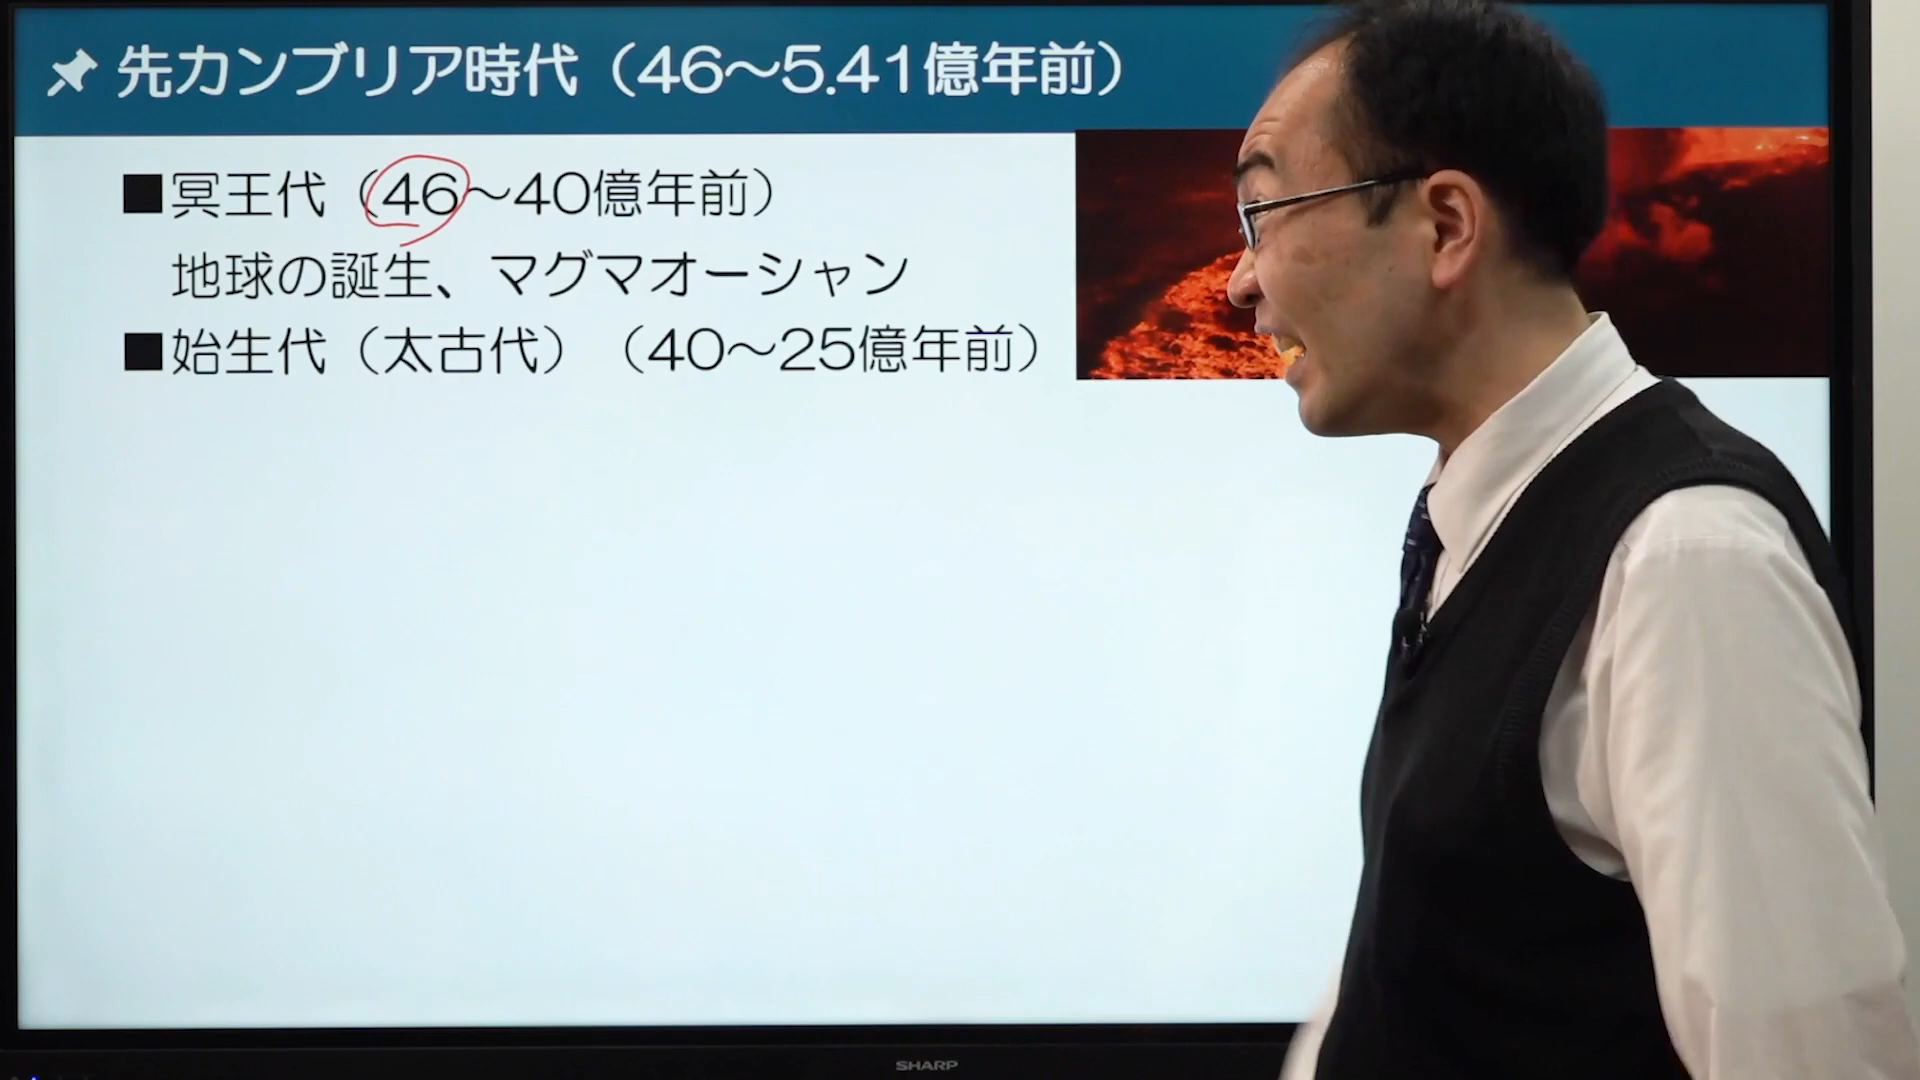 先カンブリア時代（46～5.41億年前）
■冥王代（46～40億年前）
地球の誕生、マグマオーシャン
■始生代（太古代）（40～25億年前）
SHARP